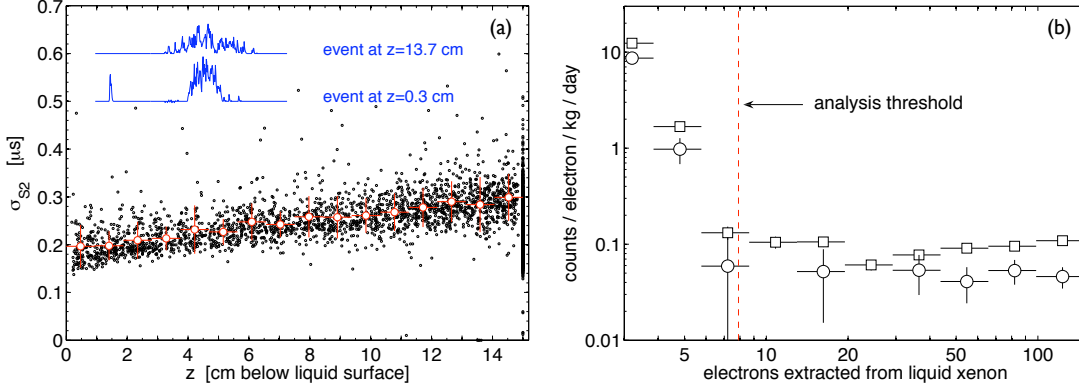 (a)
event at z=13.7 cm
event at z=0.3 cm
σS2 [μs]
0.7
0.6
0.5
0.4
0.3
0.2
0.1
0
0 2 4 6 8 10 12 14
z [cm below liquid surface]
(b)
analysis threshold
counts / electron / kg / day
10
1
0.1
0.01
5 10 20 50 100
electrons extracted from liquid xenon